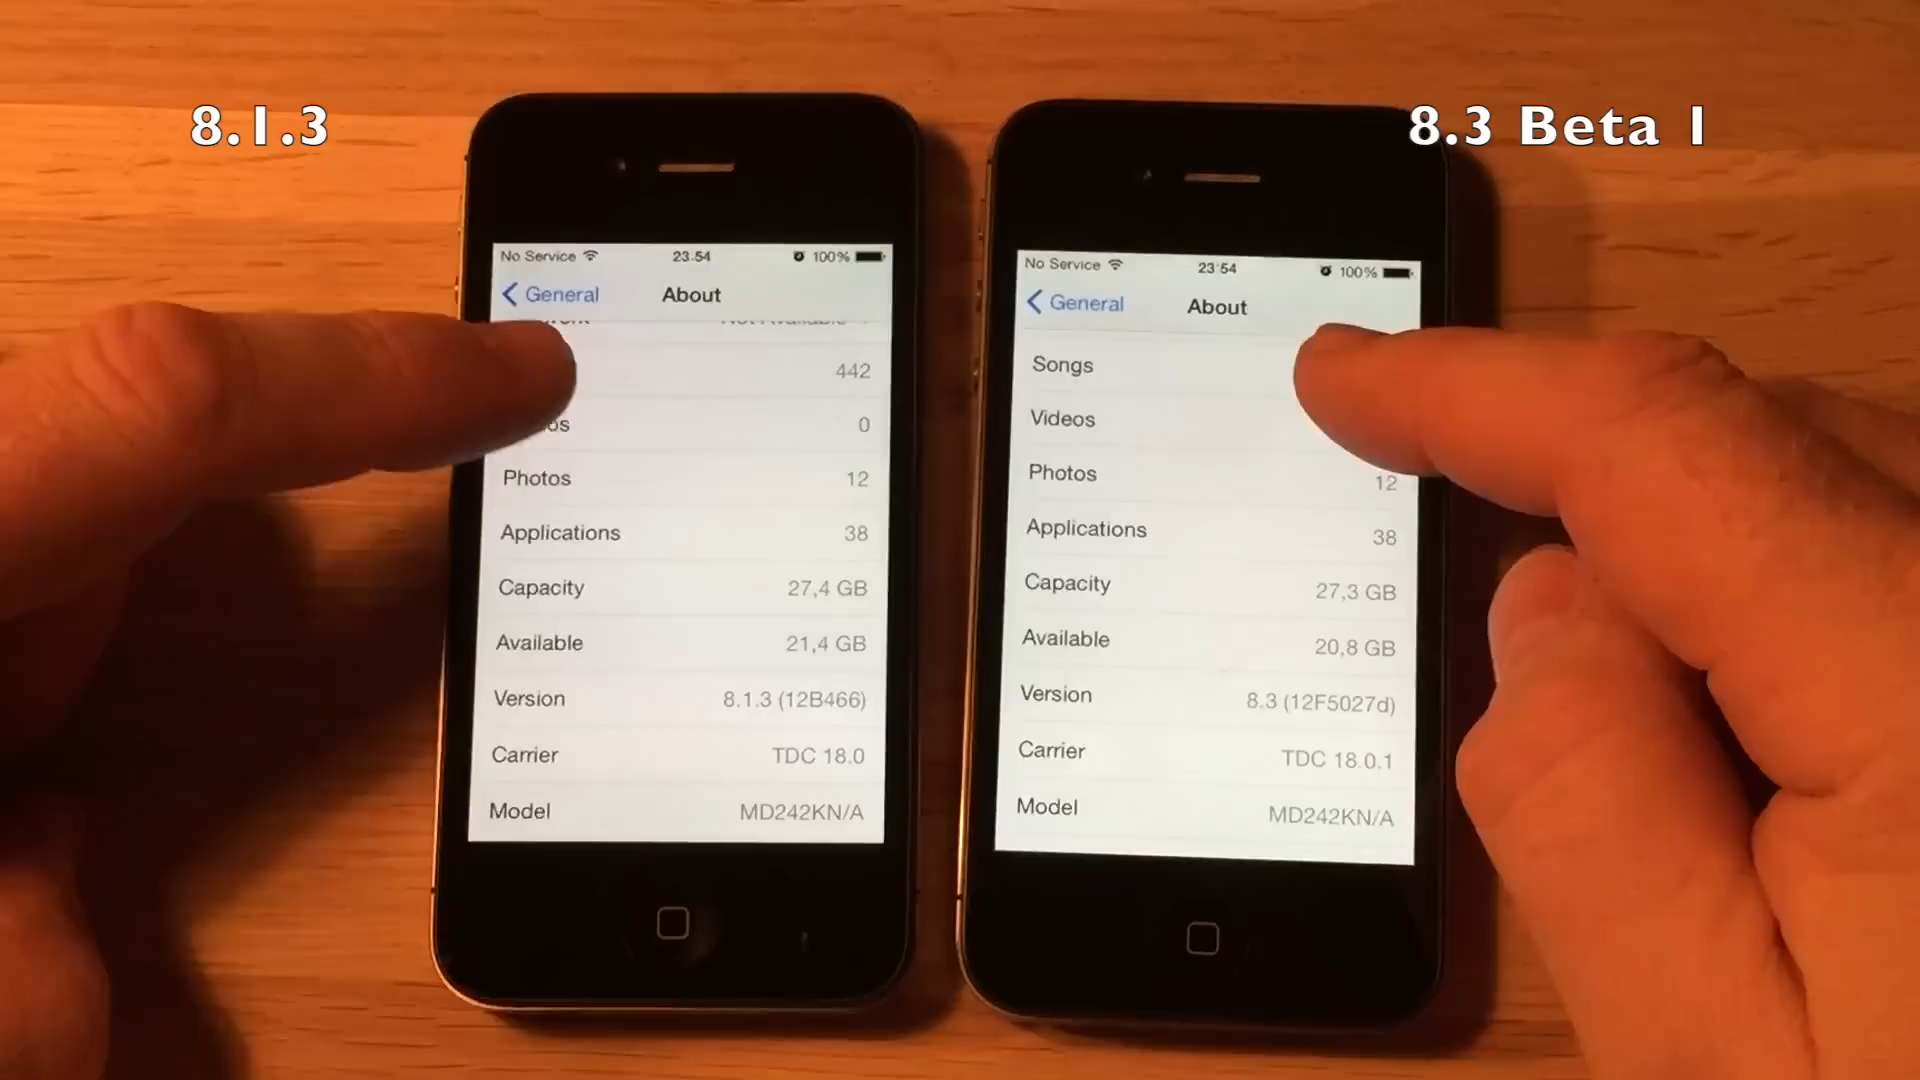 8.1.3
8.3 Beta 1
No Service 23:54 100%
General About
Not Available
442
0
Photos 12
Applications 38
Capacity 27,4 GB
Available 21,4 GB
Version 8.1.3 (12B466)
Carrier TDC 18.0
Model MD242KN/A
No Service 23:54 100%
General About
Songs
Videos
Photos 12
Applications 38
Capacity 27,3 GB
Available 20,8 GB
Version 8.3 (12F5027d)
Carrier TDC 18.0.1
Model MD242KN/A